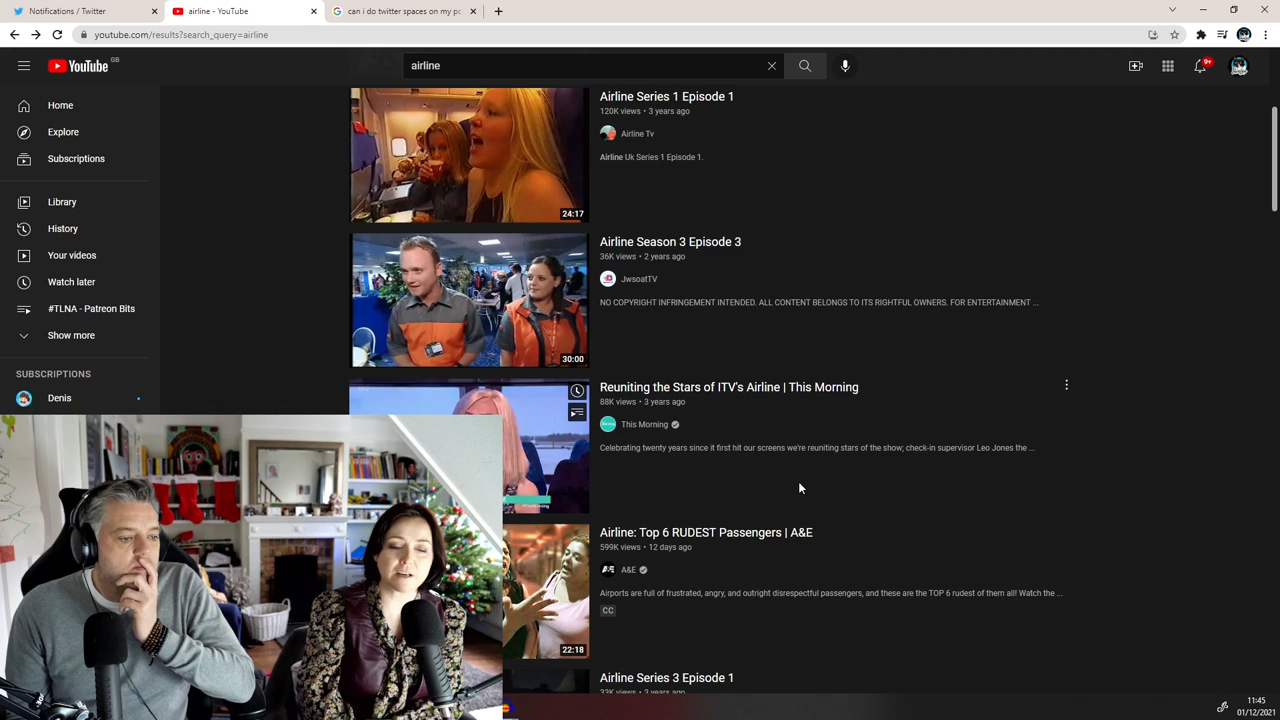 Notifications / Twitter
airline - YouTube
can i do twitter spaces on my pc
youtube.com/results?search_query=airline
YouTube GB
airline
9+
Home
Explore
Subscriptions
Library
History
Your videos
Watch later
#TLNA - Patreon Bits
Show more
SUBSCRIPTIONS
Denis
24:17
Airline Series 1 Episode 1
120K views • 3 years ago
Airline Tv
Airline Uk Series 1 Episode 1.
30:00
Airline Season 3 Episode 3
36K views • 2 years ago
JwsoatTV
NO COPYRIGHT INFRINGEMENT INTENDED. ALL CONTENT BELONGS TO ITS RIGHTFUL OWNERS. FOR ENTERTAINMENT ...
Reuniting the Stars of ITV's Airline | This Morning
88K views • 3 years ago
This Morning
Celebrating twenty years since it first hit our screens we're reuniting stars of the show; check-in supervisor Leo Jones the ...
22:18
Airline: Top 6 RUDEST Passengers | A&E
599K views • 12 days ago
A&E
Airports are full of frustrated, angry, and outright disrespectful passengers, and these are the TOP 6 rudest of them all! Watch the ...
CC
Airline Series 3 Episode 1
33K views • 3 years ago
11:45
01/12/2021